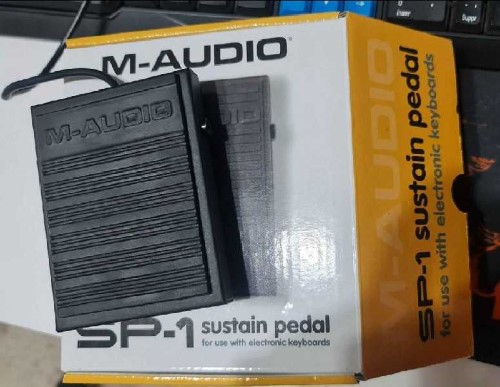 M-AUDIO
M-AUDIO
SP-1 sustain pedal
for use with electronic keyboards
M-AUDIO
SP-1 sustain pedal
for use with electronic keyboards